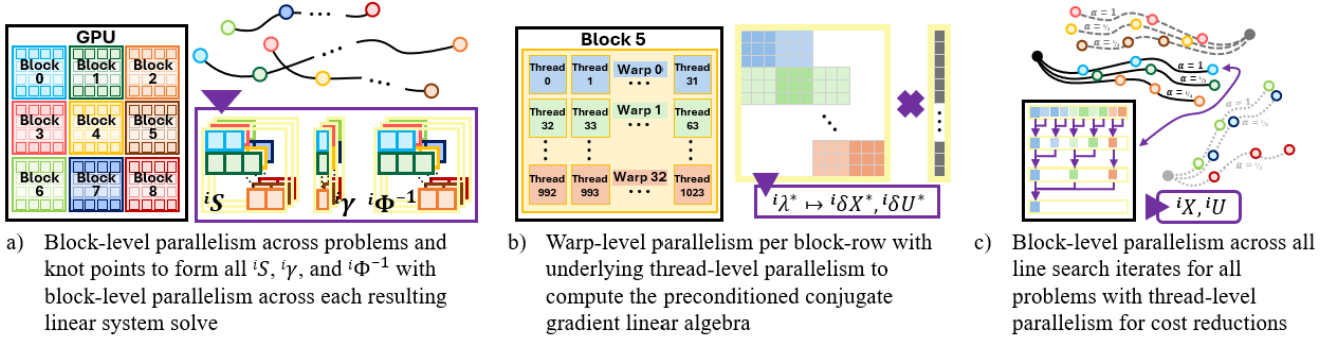 GPU
Block 0
Block 1
Block 2
Block 3
Block 4
Block 5
Block 6
Block 7
Block 8
...
...
...
ⁱS
ⁱγ
ⁱΦ⁻¹
a) Block-level parallelism across problems and
knot points to form all ⁱS, ⁱγ, and ⁱΦ⁻¹ with
block-level parallelism across each resulting
linear system solve
Block 5
Thread 0
Thread 1
Warp 0
...
Thread 31
Thread 32
Thread 33
Warp 1
...
Thread 63
Thread 992
Thread 993
Warp 32
...
Thread 1023
ⁱλ* ↦ ⁱδX*, ⁱδU*
b) Warp-level parallelism per block-row with
underlying thread-level parallelism to
compute the preconditioned conjugate
gradient linear algebra
α = 1
α = 1
α = 1
ⁱX, ⁱU
c) Block-level parallelism across all
line search iterates for all
problems with thread-level
parallelism for cost reductions